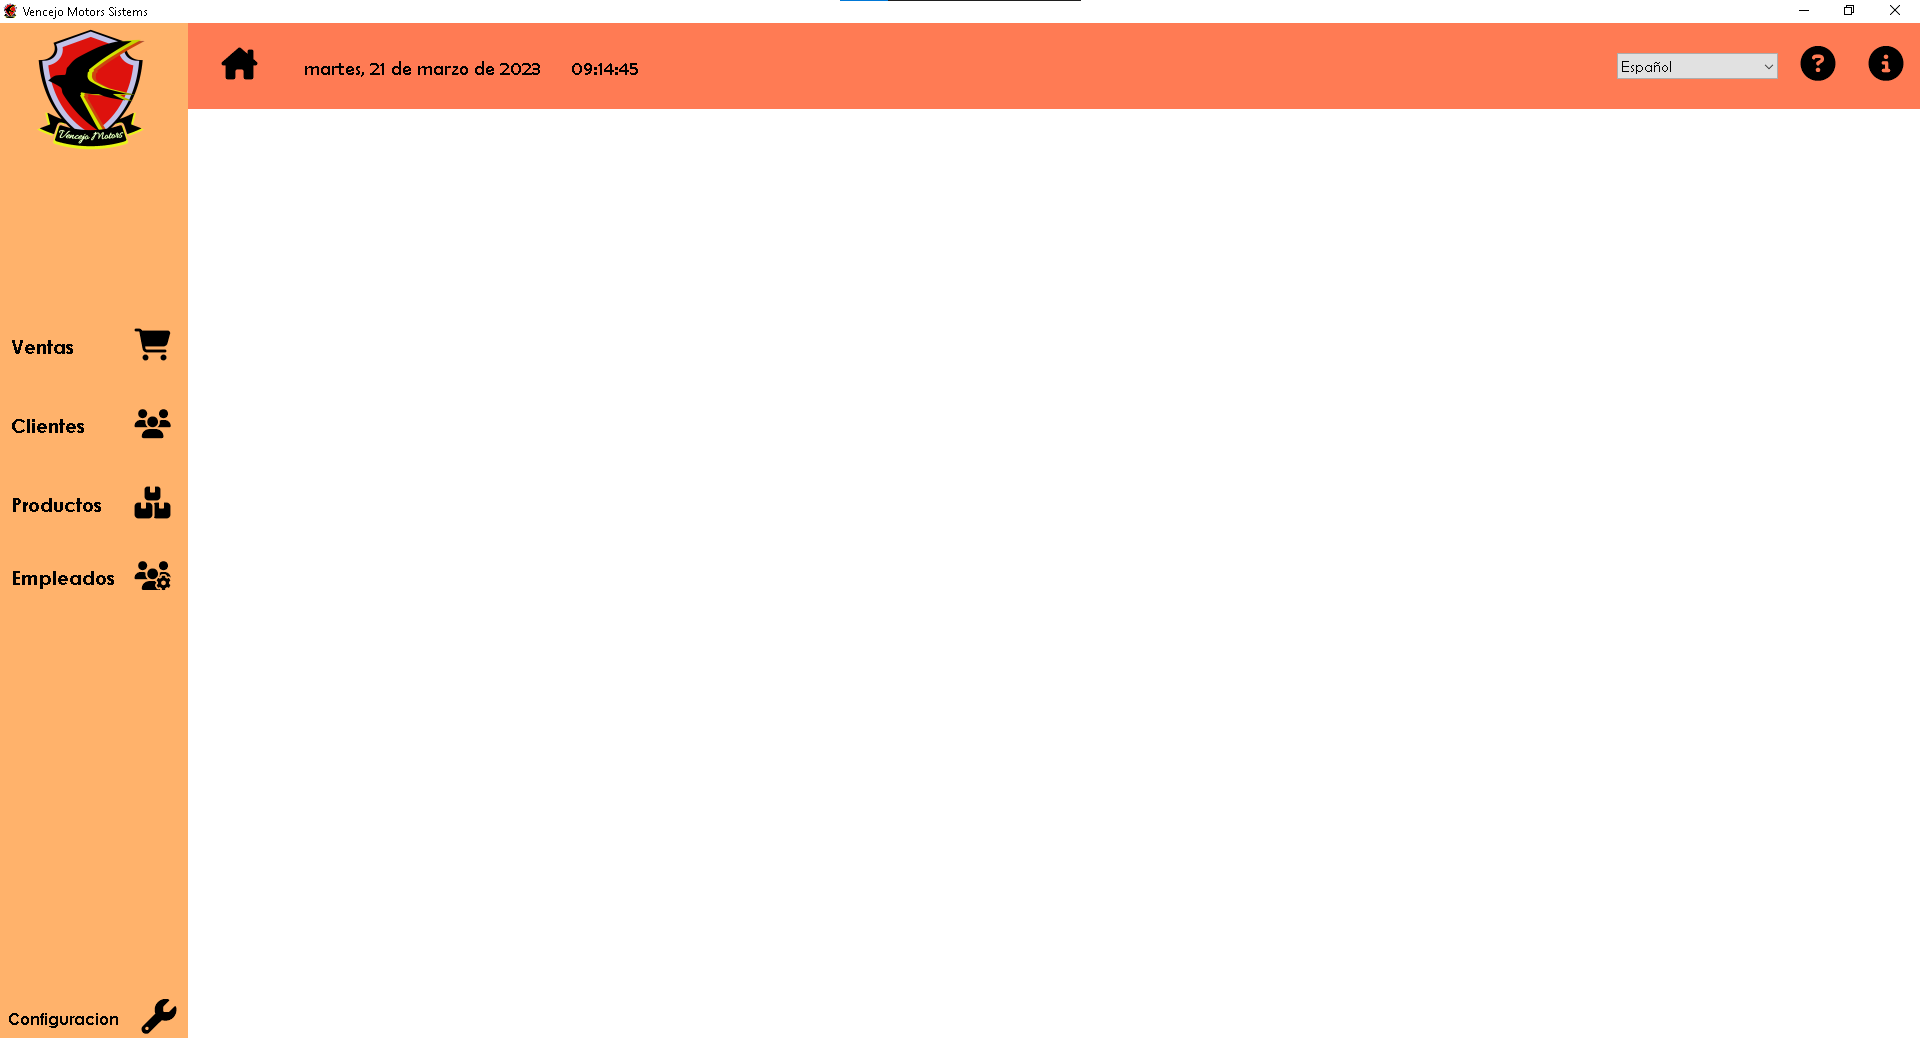 Vencejo Motors Sistems
Vencejo Motors
martes, 21 de marzo de 2023 09:14:45
Español
Ventas
Clientes
Productos
Empleados
Configuracion